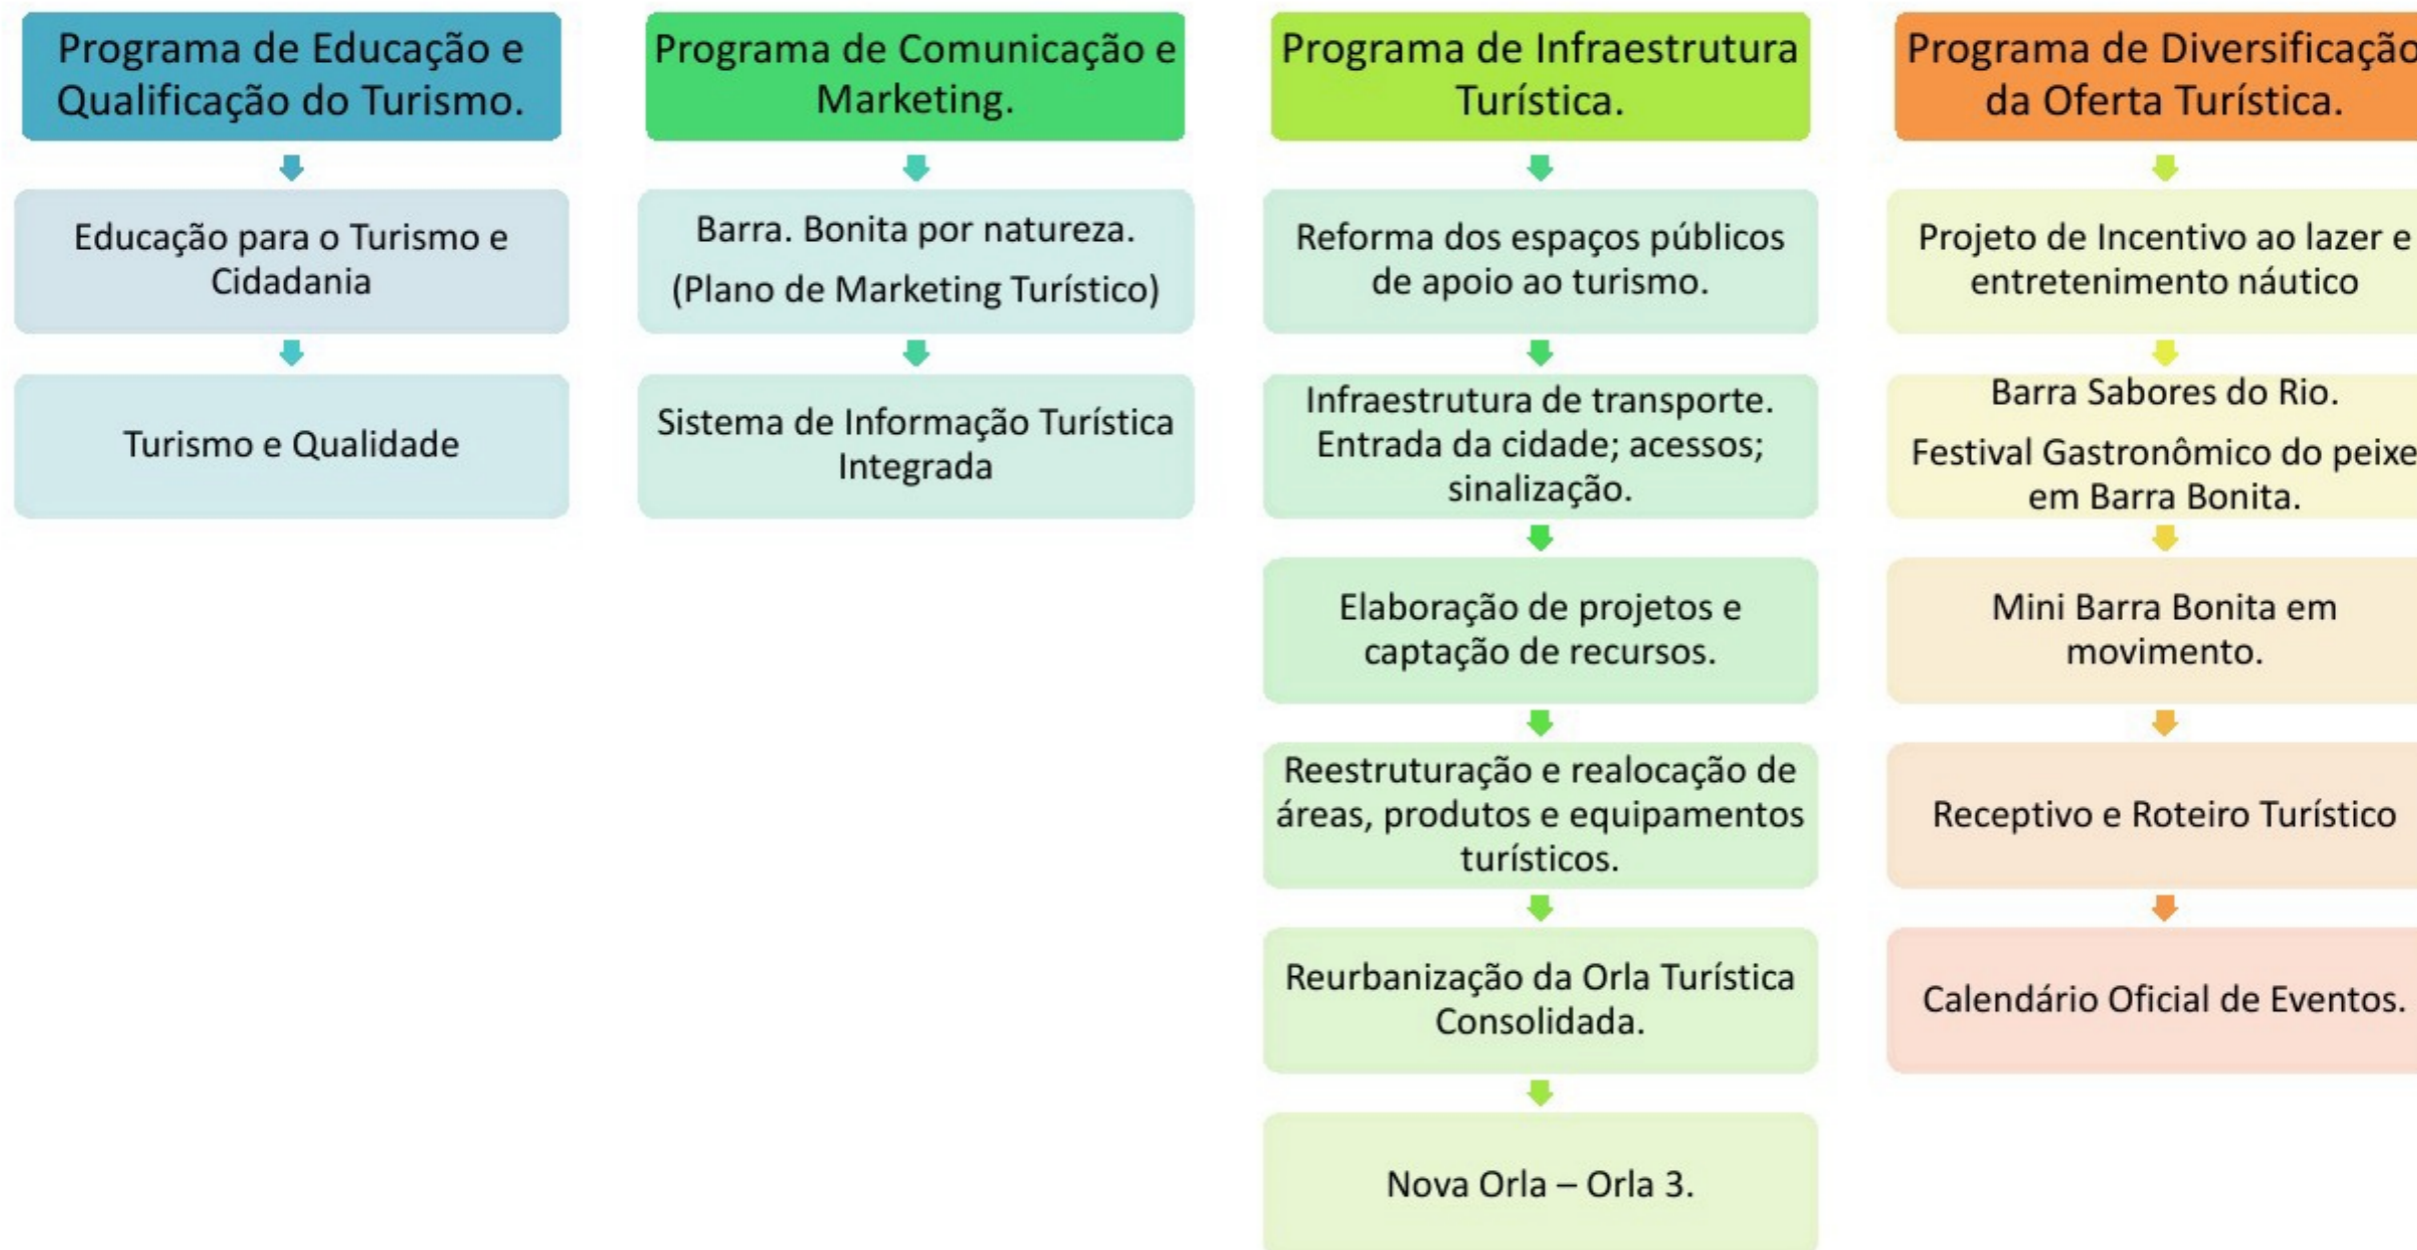 Programa de Educação e
Qualificação do Turismo.
Educação para o Turismo e
Cidadania
Turismo e Qualidade
Programa de Comunicação e
Marketing.
Barra. Bonita por natureza.
(Plano de Marketing Turístico)
Sistema de Informação Turística
Integrada
Programa de Infraestrutura
Turística.
Reforma dos espaços públicos
de apoio ao turismo.
Infraestrutura de transporte.
Entrada da cidade; acessos;
sinalização.
Elaboração de projetos e
captação de recursos.
Reestruturação e realocação de
áreas, produtos e equipamentos
turísticos.
Reurbanização da Orla Turística
Consolidada.
Nova Orla – Orla 3.
Programa de Diversificação
da Oferta Turística.
Projeto de Incentivo ao lazer e
entretenimento náutico
Barra Sabores do Rio.
Festival Gastronômico do peixe
em Barra Bonita.
Mini Barra Bonita em
movimento.
Receptivo e Roteiro Turístico
Calendário Oficial de Eventos.